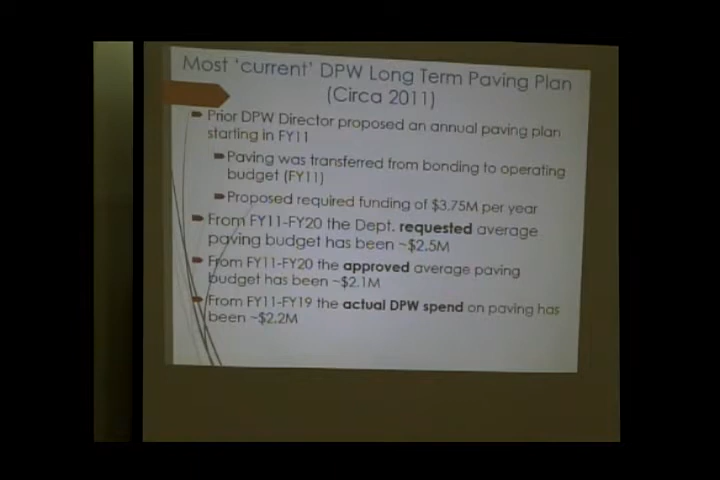 Most 'current' DPW Long Term Paving Plan
(Circa 2011)
Prior DPW Director proposed an annual paving plan
starting in FY11
Paving was transferred from bonding to operating
budget (FY11)
Proposed required funding of $3.75M per year
From FY11-FY20 the Dept. requested average
paving budget has been ~$2.5M
From FY11-FY20 the approved average paving
budget has been ~$2.1M
From FY11-FY19 the actual DPW spend on paving has
been ~$2.2M